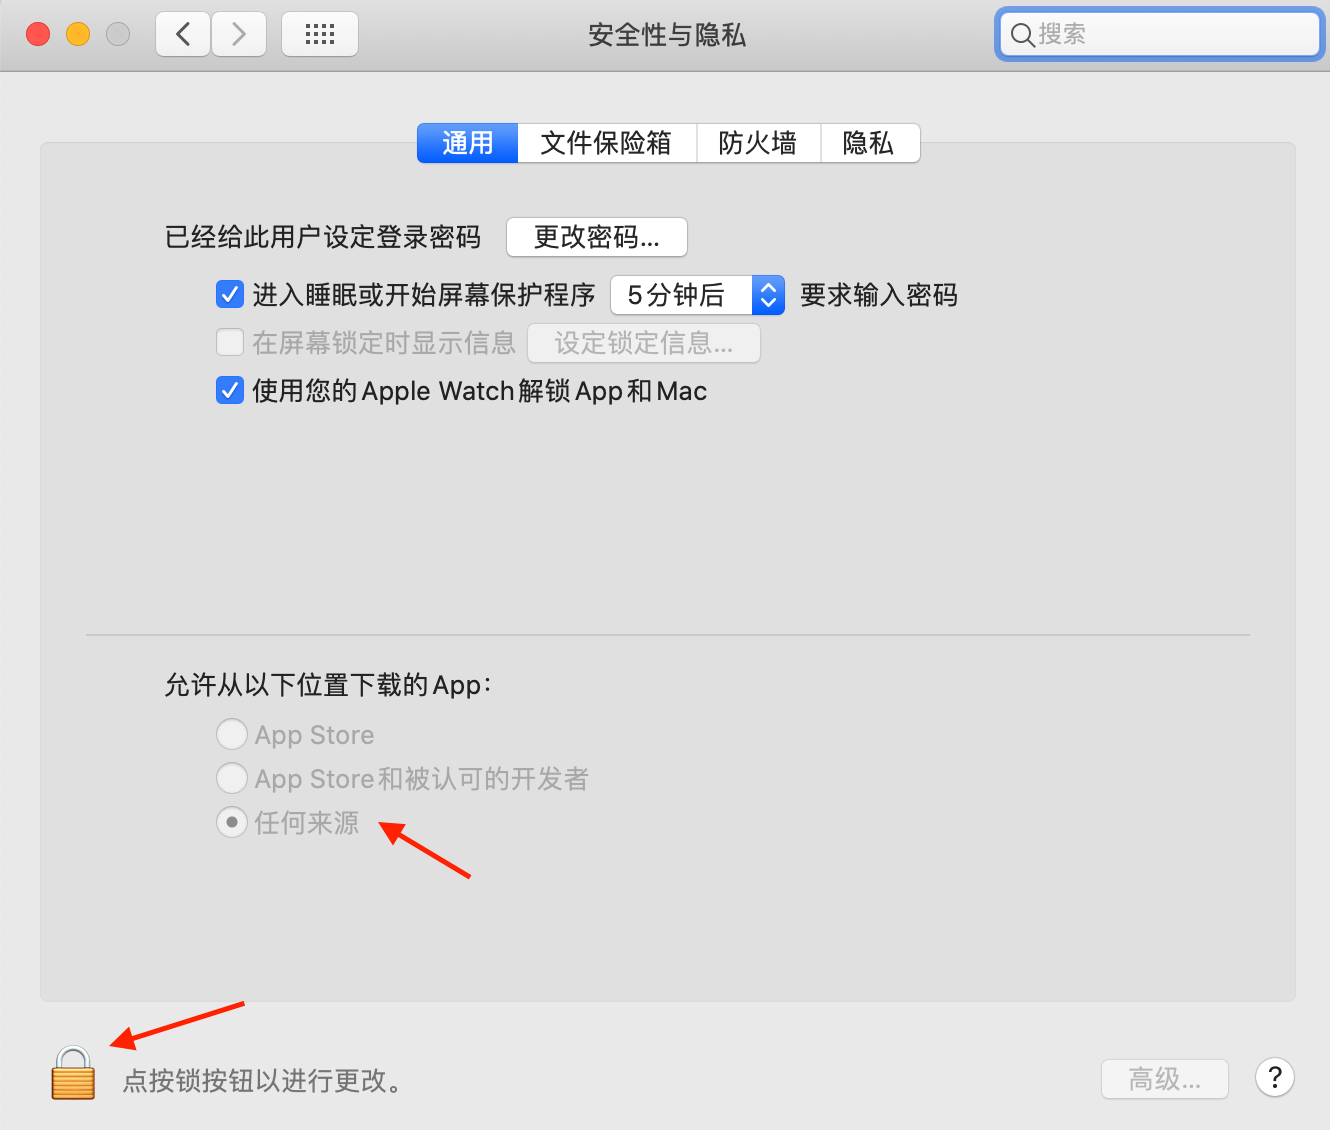 安全性与隐私
搜索
通用 文件保险箱 防火墙 隐私
已经给此用户设定登录密码 更改密码...
进入睡眠或开始屏幕保护程序 5分钟后 要求输入密码
在屏幕锁定时显示信息 设定锁定信息...
使用您的Apple Watch解锁App和Mac
允许从以下位置下载的App：
App Store
App Store和被认可的开发者
任何来源
点按锁按钮以进行更改。
高级... ?